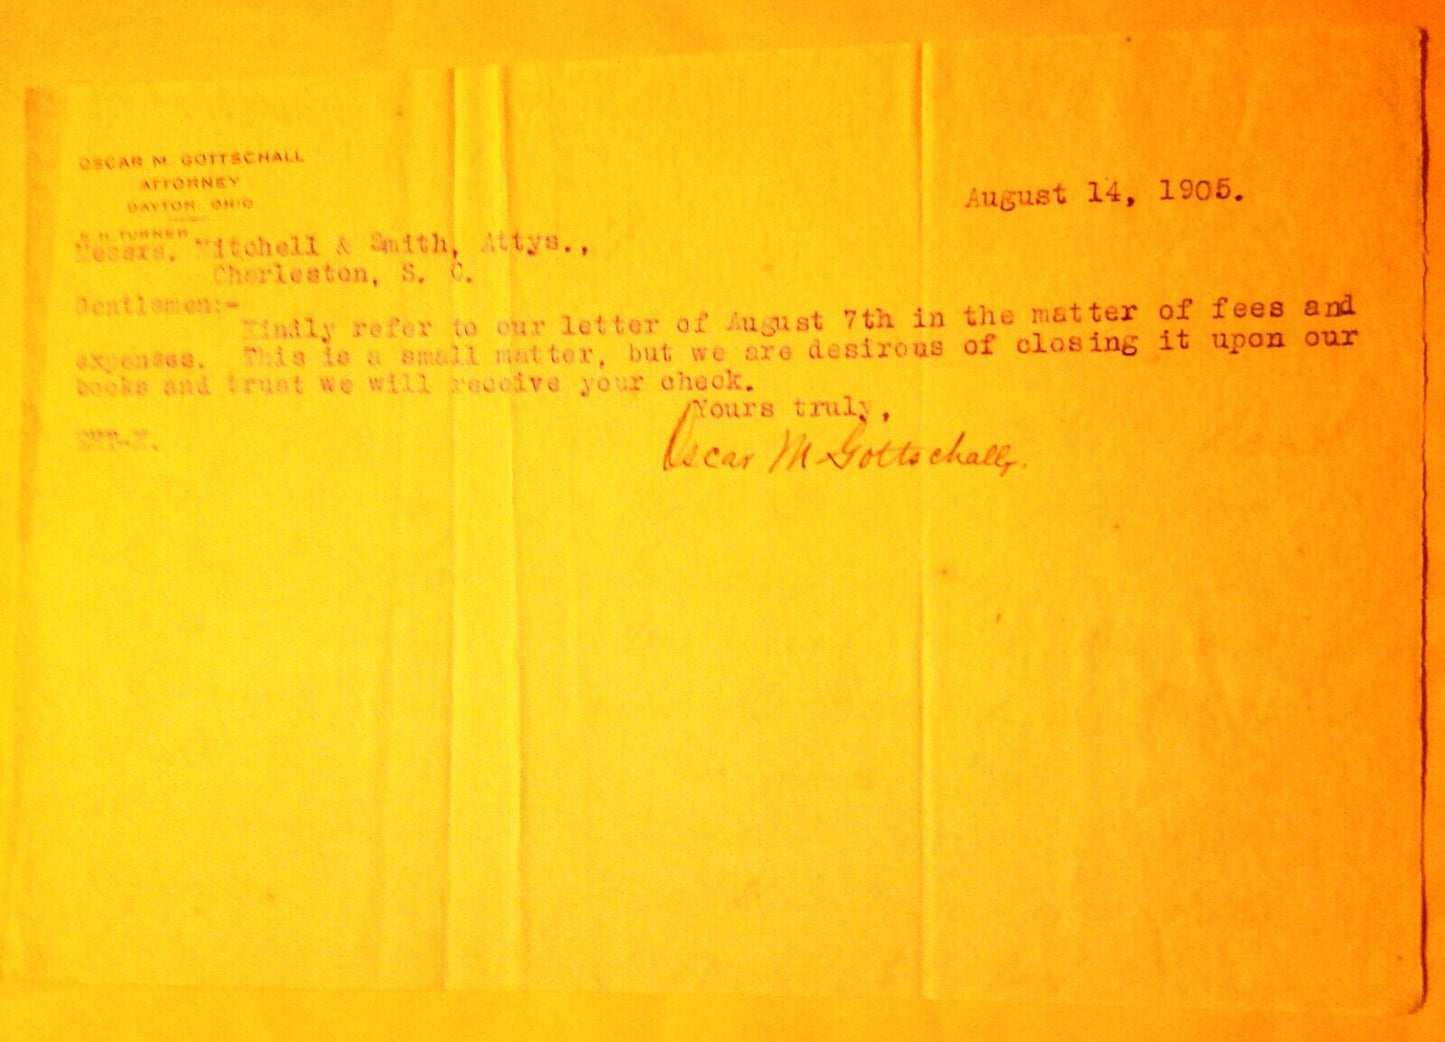 OSCAR M. GOTTSCHALL
ATTORNEY
DAYTON, OHIO
August 14, 1905.
TURNER
Messrs. Mitchell & Smith, Attys.,
Charleston, S. C.
Gentlemen:-
Kindly refer to our letter of August 7th in the matter of fees and
expenses. This is a small matter, but we are desirous of closing it upon our
books and trust we will receive your check.
Yours truly,
Oscar M Gottschall.